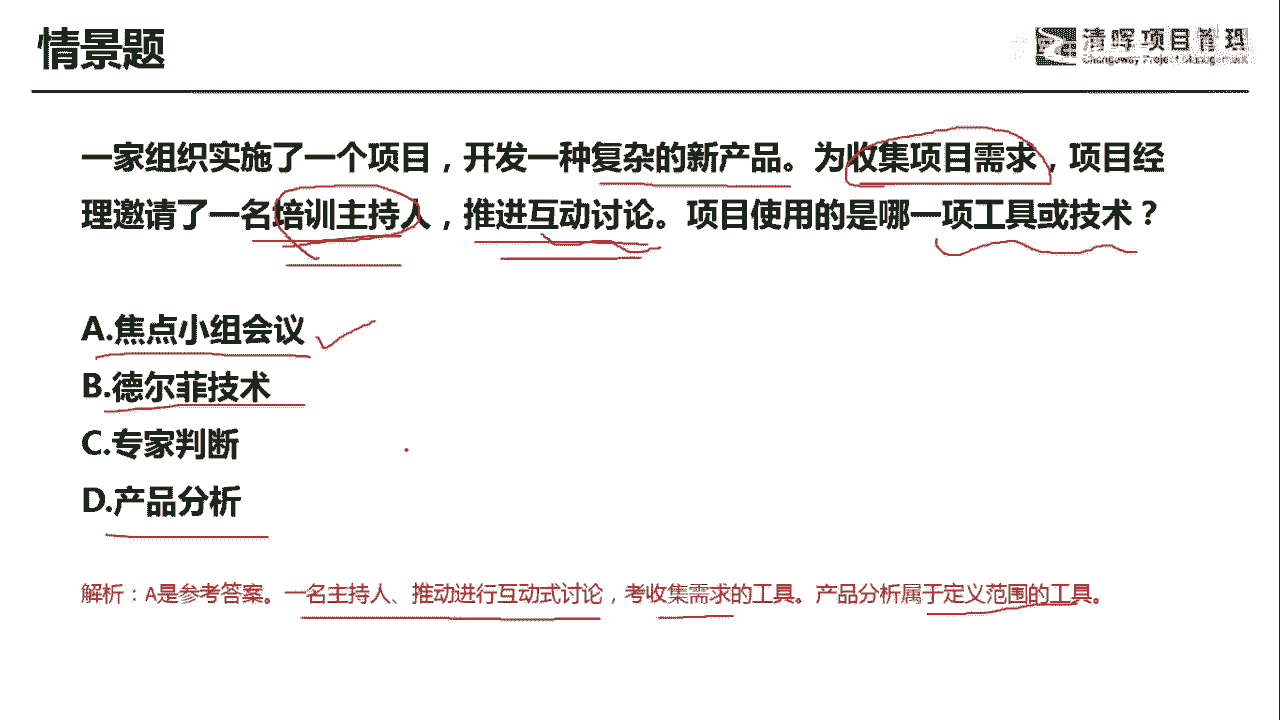 情景题
清晖项目管理
Changeway Project Management
一家组织实施了一个项目，开发一种复杂的新产品。为收集项目需求，项目经
理邀请了一名培训主持人，推进互动讨论。项目使用的是哪一项工具或技术？
A.焦点小组会议
B.德尔菲技术
C.专家判断
D.产品分析
解析：A是参考答案。一名主持人、推动进行互动式讨论，考收集需求的工具。产品分析属于定义范围的工具。